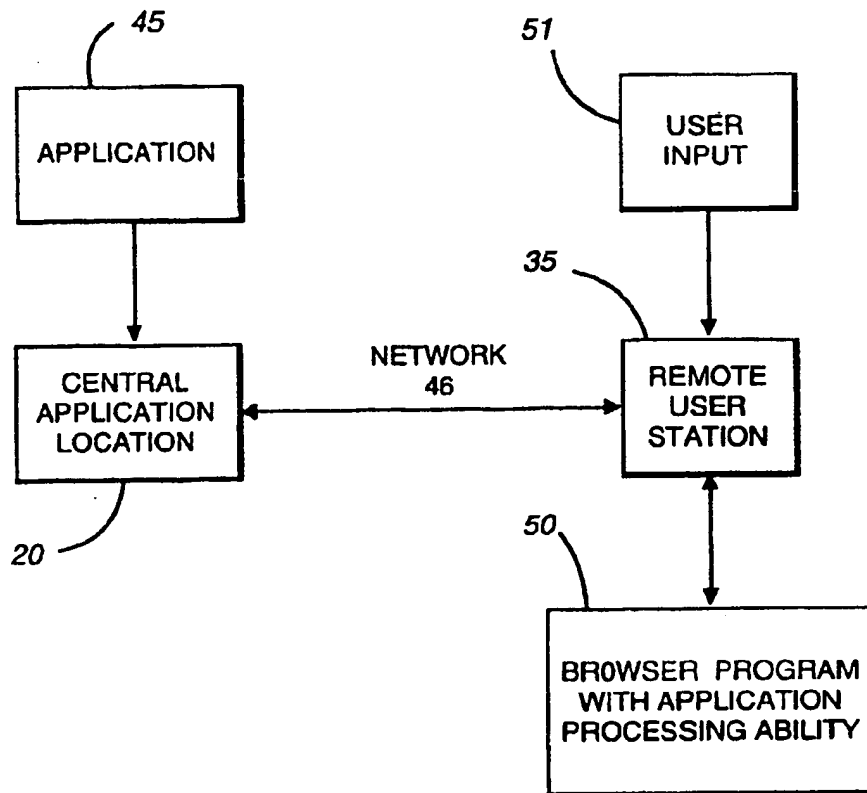 45
APPLICATION
51
USER
INPUT
35
CENTRAL
APPLICATION
LOCATION
NETWORK
46
REMOTE
USER
STATION
20
50
BROWSER PROGRAM
WITH APPLICATION
PROCESSING ABILITY